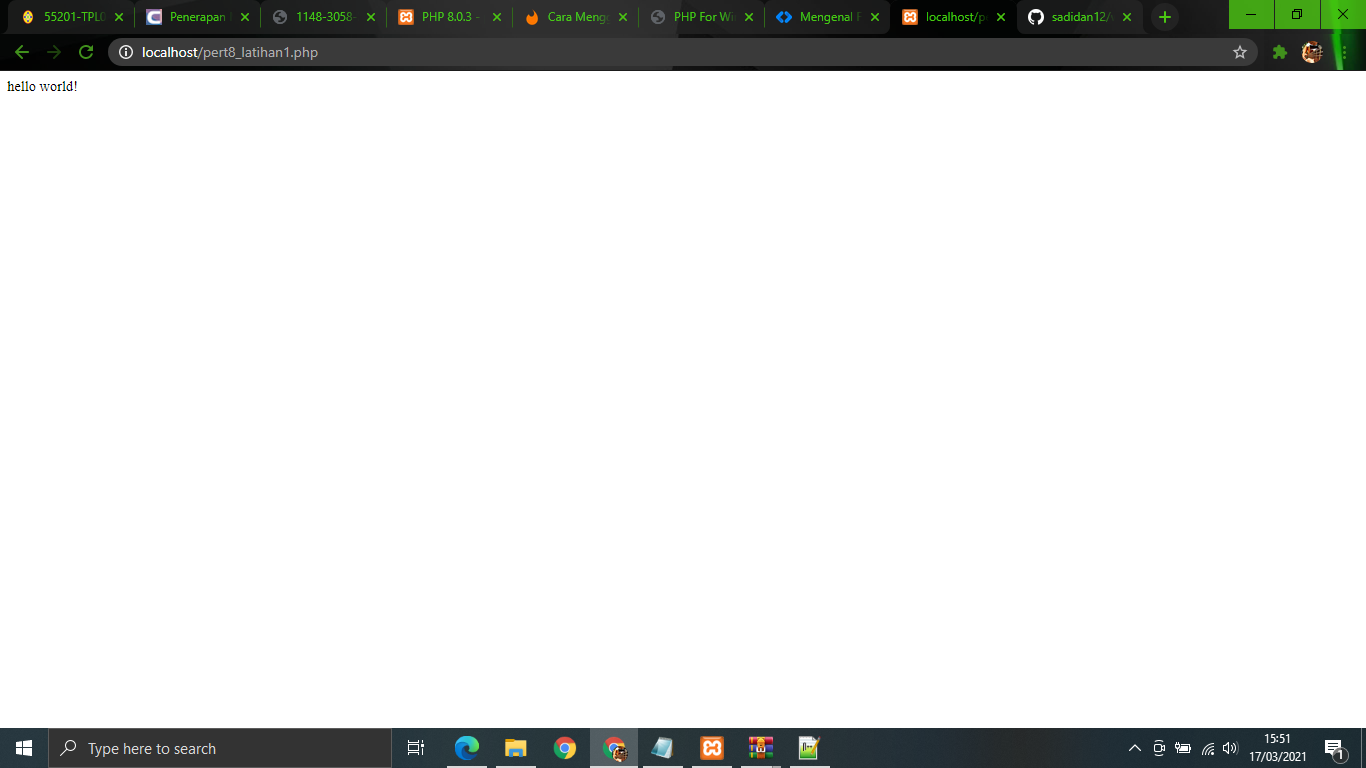 55201-TPL0
Penerapan
1148-3058-
PHP 8.0.3 -
Cara Mengg
PHP For Wi
Mengenal
localhost/p
sadidan12/
localhost/pert8_latihan1.php
hello world!
Type here to search
15:51
17/03/2021
1